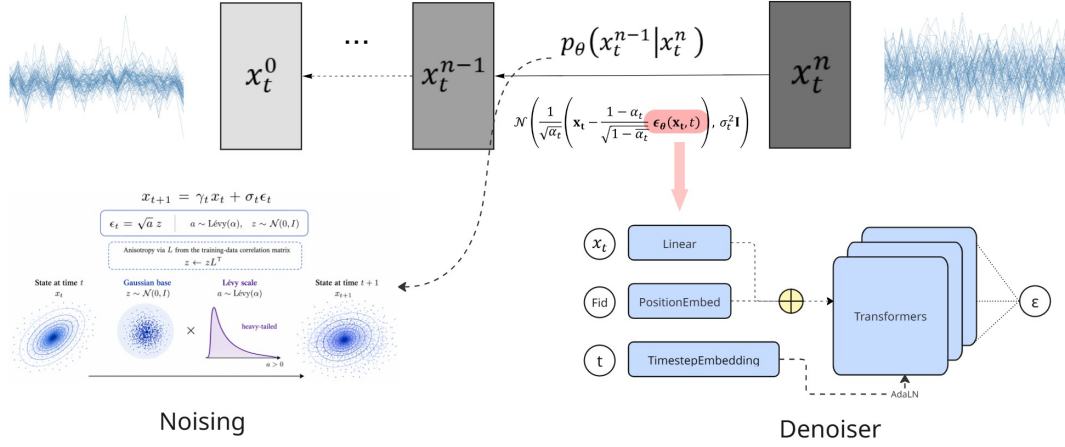 x_t^0
...
x_t^{n-1}
p_θ(x_t^{n-1}|x_t^n)
x_t^n
𝒩(1/√α_t (𝐱_𝐭 − (1 − α_t)/√(1 − α̅_t) 𝛜_𝛉(𝐱_𝐭, t)), σ_t^2 𝐈)
x_{t+1} = γ_t x_t + σ_t ϵ_t
ϵ_t = √a z | a ∼ Lévy(α), z ∼ 𝒩(0, I)
Anisotropy via L from the training-data correlation matrix
z ← zL^⊤
State at time t
x_t
Gaussian base
z ∼ 𝒩(0, I)
Lévy scale
a ∼ Lévy(α)
State at time t + 1
x_{t+1}
×
heavy-tailed
a > 0
Noising
x_t
Linear
Fid
PositionEmbed
t
TimestepEmbedding
Transformers
AdaLN
ε
Denoiser